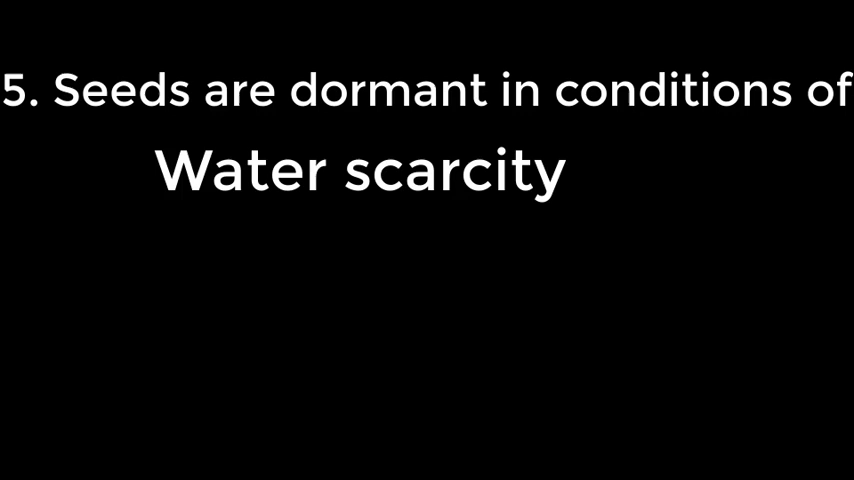 5. Seeds are dormant in conditions of
Water scarcity